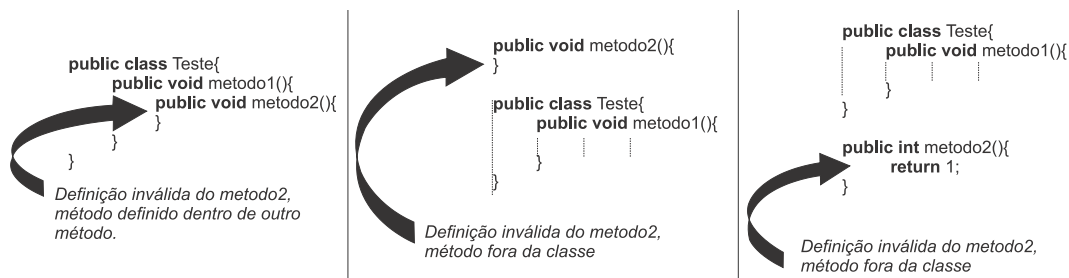 public class Teste{
public void metodo1(){
public void metodo2(){
}
}
}
Definição inválida do metodo2,
método definido dentro de outro
método.
public void metodo2(){
}
public class Teste{
public void metodo1(){
}
}
Definição inválida do metodo2,
método fora da classe
public class Teste{
public void metodo1(){
}
}
public int metodo2(){
return 1;
}
Definição inválida do metodo2,
método fora da classe